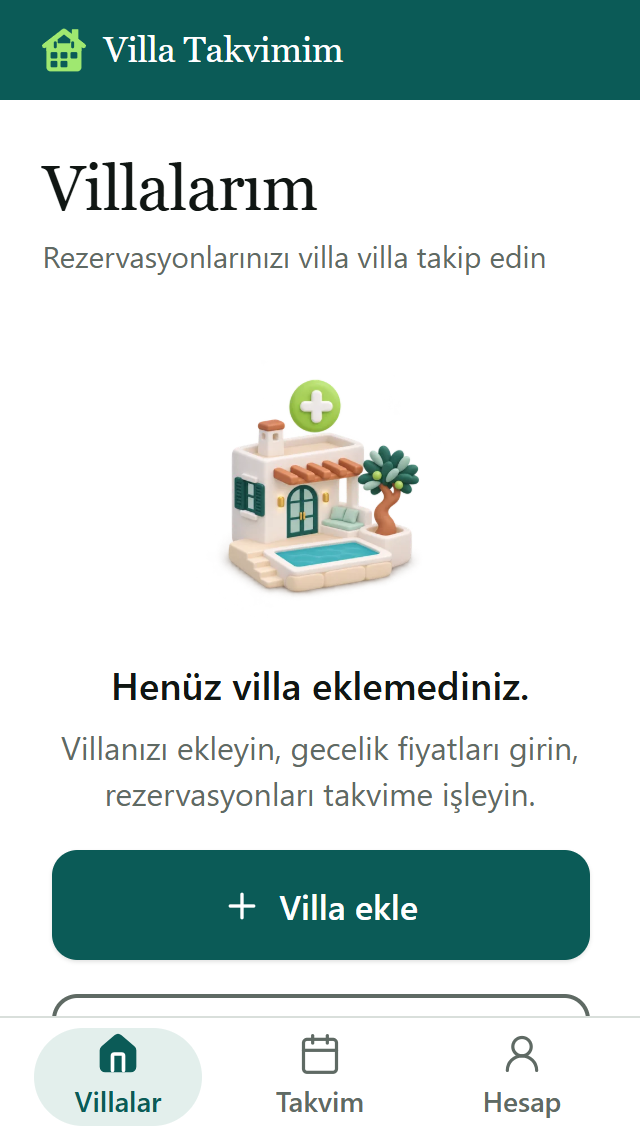 Villa Takvimim
Villalarım
Rezervasyonlarınızı villa villa takip edin
Henüz villa eklemediniz.
Villanızı ekleyin, gecelik fiyatları girin,
rezervasyonları takvime işleyin.
Villa ekle
Villalar
Takvim
Hesap